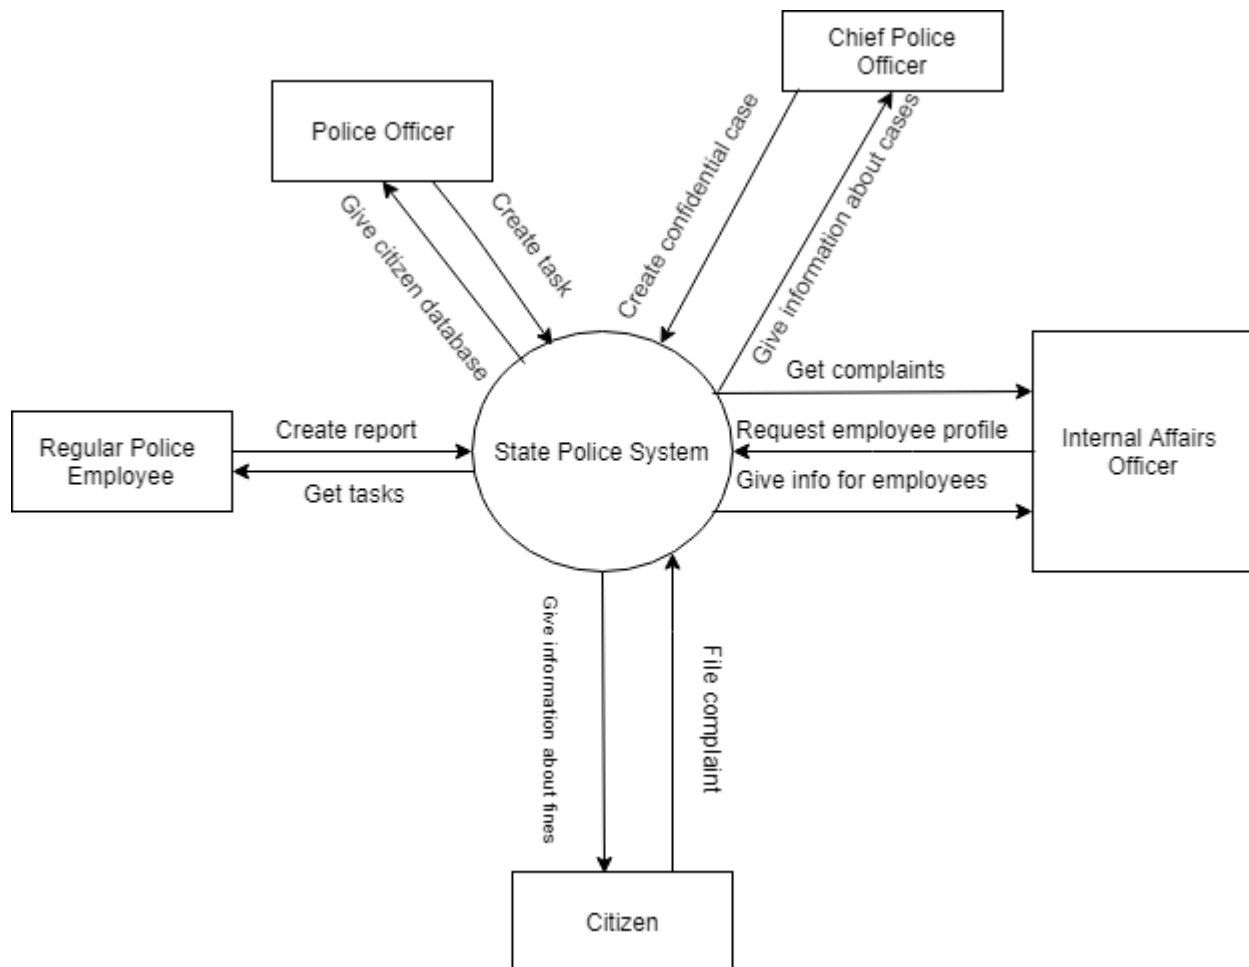 Chief Police
Officer
Police Officer
Give citizen database
Create task
Create confidential case
Give information about cases
Get complaints
Regular Police
Employee
Create report
Get tasks
State Police System
Request employee profile
Give info for employees
Internal Affairs
Officer
Give information about fines
File complaint
Citizen